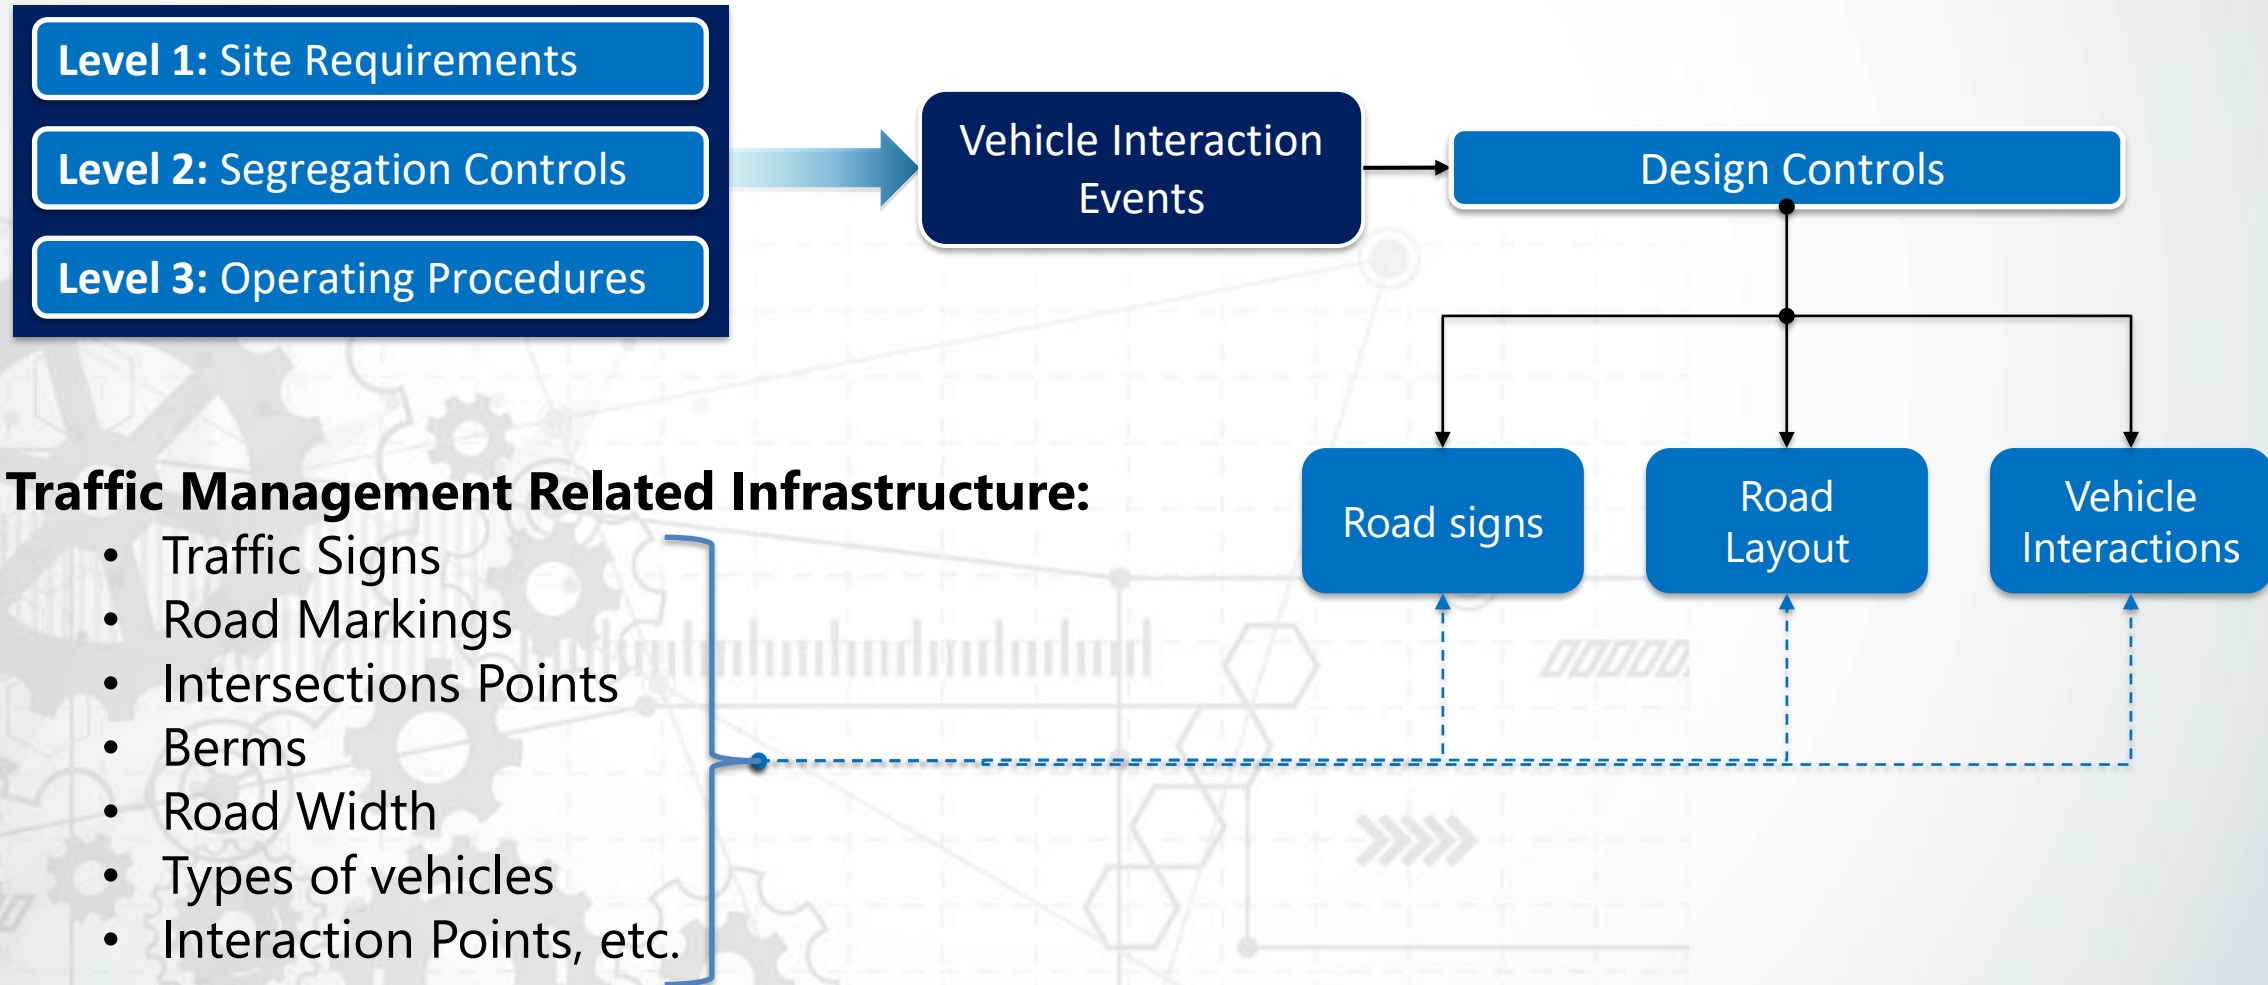 Level 1: Site Requirements
Level 2: Segregation Controls
Level 3: Operating Procedures
Vehicle Interaction
Events
Design Controls
Road signs
Road
Layout
Vehicle
Interactions
Traffic Management Related Infrastructure:
• Traffic Signs
• Road Markings
• Intersections Points
• Berms
• Road Width
• Types of vehicles
• Interaction Points, etc.